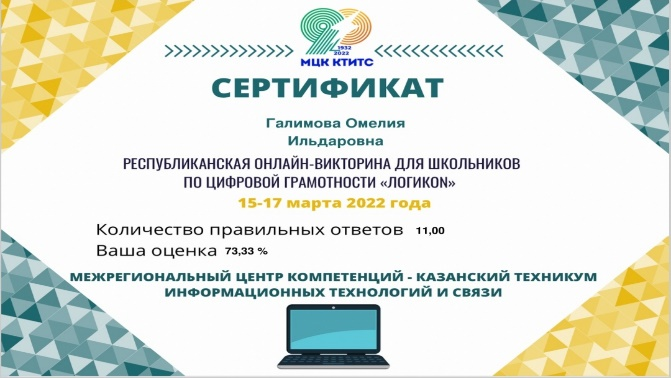 1932
2022
МЦК КТИТС
СЕРТИФИКАТ
Галимова Омелия
Ильдаровна
РЕСПУБЛИКАНСКАЯ ОНЛАЙН-ВИКТОРИНА ДЛЯ ШКОЛЬНИКОВ
ПО ЦИФРОВОЙ ГРАМОТНОСТИ «ЛОГИКОN»
15-17 марта 2022 года
Количество правильных ответов 11,00
Ваша оценка 73,33 %
МЕЖРЕГИОНАЛЬНЫЙ ЦЕНТР КОМПЕТЕНЦИЙ - КАЗАНСКИЙ ТЕХНИКУМ
ИНФОРМАЦИОННЫХ ТЕХНОЛОГИЙ И СВЯЗИ